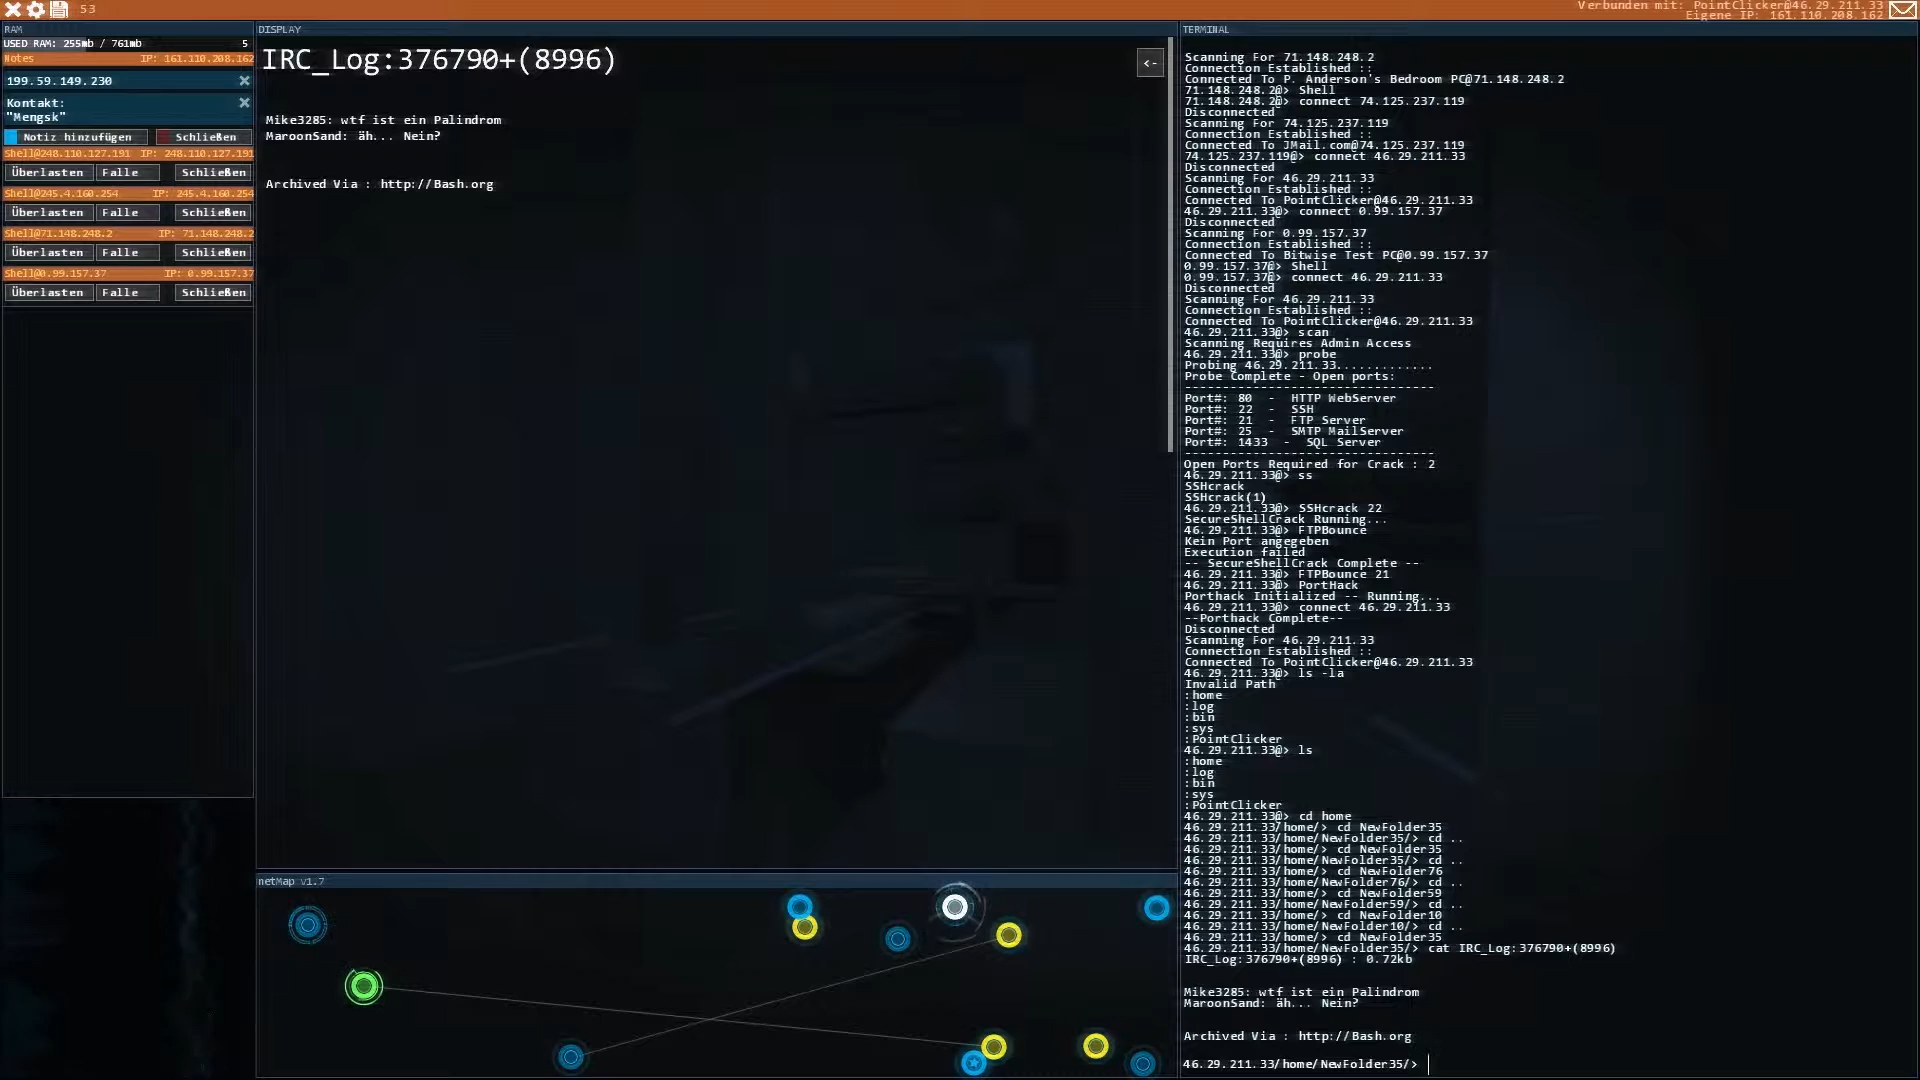 53
Verbunden mit: PointClicker@46.29.211.33
Eigene IP: 161.110.208.162
RAM
USED RAM: 255mb / 761mb 5
Notes IP: 161.110.208.162
199.59.149.230
Kontakt:
"Mengsk"
Notiz hinzufügen Schließen
Shell@248.110.127.191 IP: 248.110.127.191
Überlasten Falle Schließen
Shell@245.4.160.254 IP: 245.4.160.254
Überlasten Falle Schließen
Shell@71.148.248.2 IP: 71.148.248.2
Überlasten Falle Schließen
Shell@0.99.157.37 IP: 0.99.157.37
Überlasten Falle Schließen
DISPLAY
IRC_Log:376790+(8996)
<-
Mike3285: wtf ist ein Palindrom
MaroonSand: äh... Nein?
Archived Via : http://Bash.org
netMap v1.7
TERMINAL
Scanning For 71.148.248.2
Connection Established ::
Connected To P. Anderson's Bedroom PC@71.148.248.2
71.148.248.2@> Shell
71.148.248.2@> connect 74.125.237.119
Disconnected
Scanning For 74.125.237.119
Connection Established ::
Connected To JMail.com@74.125.237.119
74.125.237.119@> connect 46.29.211.33
Disconnected
Scanning For 46.29.211.33
Connection Established ::
Connected To PointClicker@46.29.211.33
46.29.211.33@> connect 0.99.157.37
Disconnected
Scanning For 0.99.157.37
Connection Established ::
Connected To Bitwise Test PC@0.99.157.37
0.99.157.37@> Shell
0.99.157.37@> connect 46.29.211.33
Disconnected
Scanning For 46.29.211.33
Connection Established ::
Connected To PointClicker@46.29.211.33
46.29.211.33@> scan
Scanning Requires Admin Access
46.29.211.33@> probe
Probing 46.29.211.33.............
Probe Complete - Open ports:
---------------------------------
Port#: 80 - HTTP WebServer
Port#: 22 - SSH
Port#: 21 - FTP Server
Port#: 25 - SMTP MailServer
Port#: 1433 - SQL Server
---------------------------------
Open Ports Required for Crack : 2
46.29.211.33@> ss
SSHcrack
SSHcrack(1)
46.29.211.33@> SSHcrack 22
SecureShellCrack Running...
46.29.211.33@> FTPBounce
Kein Port angegeben
Execution failed
-- SecureShellCrack Complete --
46.29.211.33@> FTPBounce 21
46.29.211.33@> PortHack
Porthack Initialized -- Running...
46.29.211.33@> connect 46.29.211.33
--Porthack Complete--
Disconnected
Scanning For 46.29.211.33
Connection Established ::
Connected To PointClicker@46.29.211.33
46.29.211.33@> ls -la
Invalid Path
:home
:log
:bin
:sys
:PointClicker
46.29.211.33@> ls
:home
:log
:bin
:sys
:PointClicker
46.29.211.33@> cd home
46.29.211.33/home/> cd NewFolder35
46.29.211.33/home/NewFolder35/> cd ..
46.29.211.33/home/> cd NewFolder35
46.29.211.33/home/NewFolder35/> cd ..
46.29.211.33/home/> cd NewFolder76
46.29.211.33/home/NewFolder76/> cd ..
46.29.211.33/home/> cd NewFolder59
46.29.211.33/home/NewFolder59/> cd ..
46.29.211.33/home/> cd NewFolder10
46.29.211.33/home/NewFolder10/> cd ..
46.29.211.33/home/> cd NewFolder35
46.29.211.33/home/NewFolder35/> cat IRC_Log:376790+(8996)
IRC_Log:376790+(8996) : 0.72kb
Mike3285: wtf ist ein Palindrom
MaroonSand: äh... Nein?
Archived Via : http://Bash.org
46.29.211.33/home/NewFolder35/>